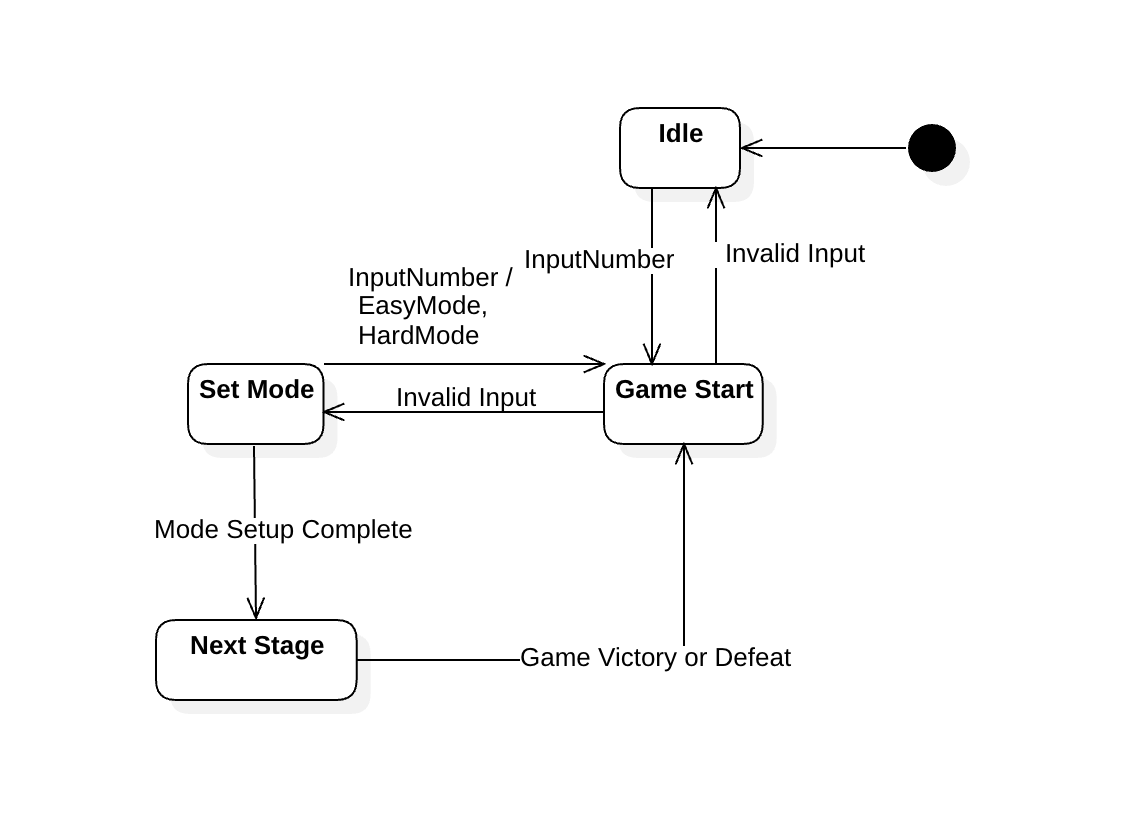 Idle
InputNumber
Invalid Input
InputNumber /
EasyMode,
HardMode
Set Mode
Invalid Input
Game Start
Mode Setup Complete
Next Stage
Game Victory or Defeat